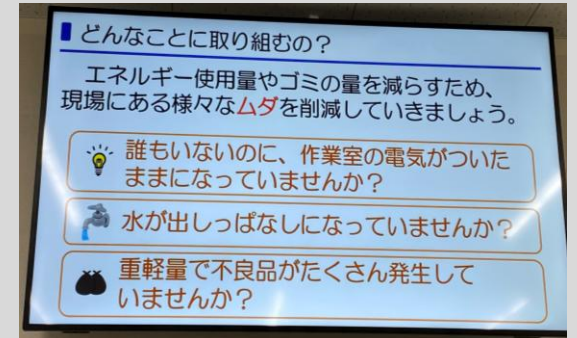 どんなことに取り組むの？
エネルギー使用量やゴミの量を減らすため、
現場にある様々なムダを削減していきましょう。
誰もいないのに、作業室の電気がついた
ままになっていませんか？
水が出しっぱなしになっていませんか？
重軽量で不良品がたくさん発生して
いませんか？